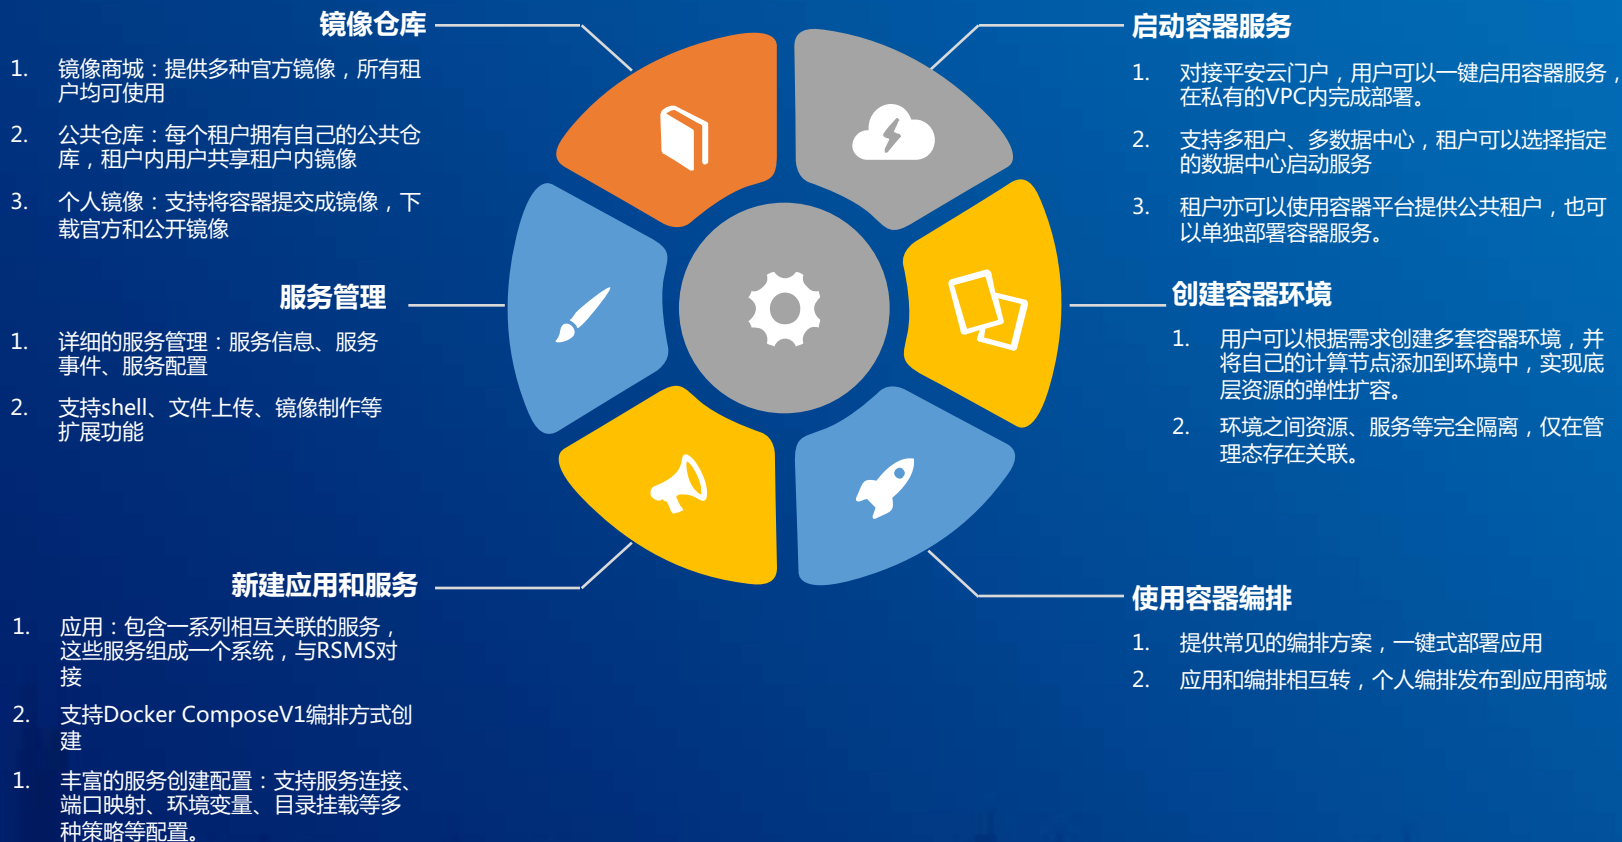 镜像仓库
1. 镜像商城：提供多种官方镜像，所有租
户均可使用
2. 公共仓库：每个租户拥有自己的公共仓
库，租户内用户共享租户内镜像
3. 个人镜像：支持将容器提交成镜像，下
载官方和公开镜像
服务管理
1. 详细的服务管理：服务信息、服务
事件、服务配置
2. 支持shell、文件上传、镜像制作等
扩展功能
新建应用和服务
1. 应用：包含一系列相互关联的服务，
这些服务组成一个系统，与RSMS对
接
2. 支持Docker ComposeV1编排方式创
建
1. 丰富的服务创建配置：支持服务连接、
端口映射、环境变量、目录挂载等多
种策略等配置。
启动容器服务
1. 对接平安云门户，用户可以一键启用容器服务，
在私有的VPC内完成部署。
2. 支持多租户、多数据中心，租户可以选择指定
的数据中心启动服务
3. 租户亦可以使用容器平台提供公共租户，也可
以单独部署容器服务。
创建容器环境
1. 用户可以根据需求创建多套容器环境，并
将自己的计算节点添加到环境中，实现底
层资源的弹性扩容。
2. 环境之间资源、服务等完全隔离，仅在管
理态存在关联。
使用容器编排
1. 提供常见的编排方案，一键式部署应用
2. 应用和编排相互转，个人编排发布到应用商城